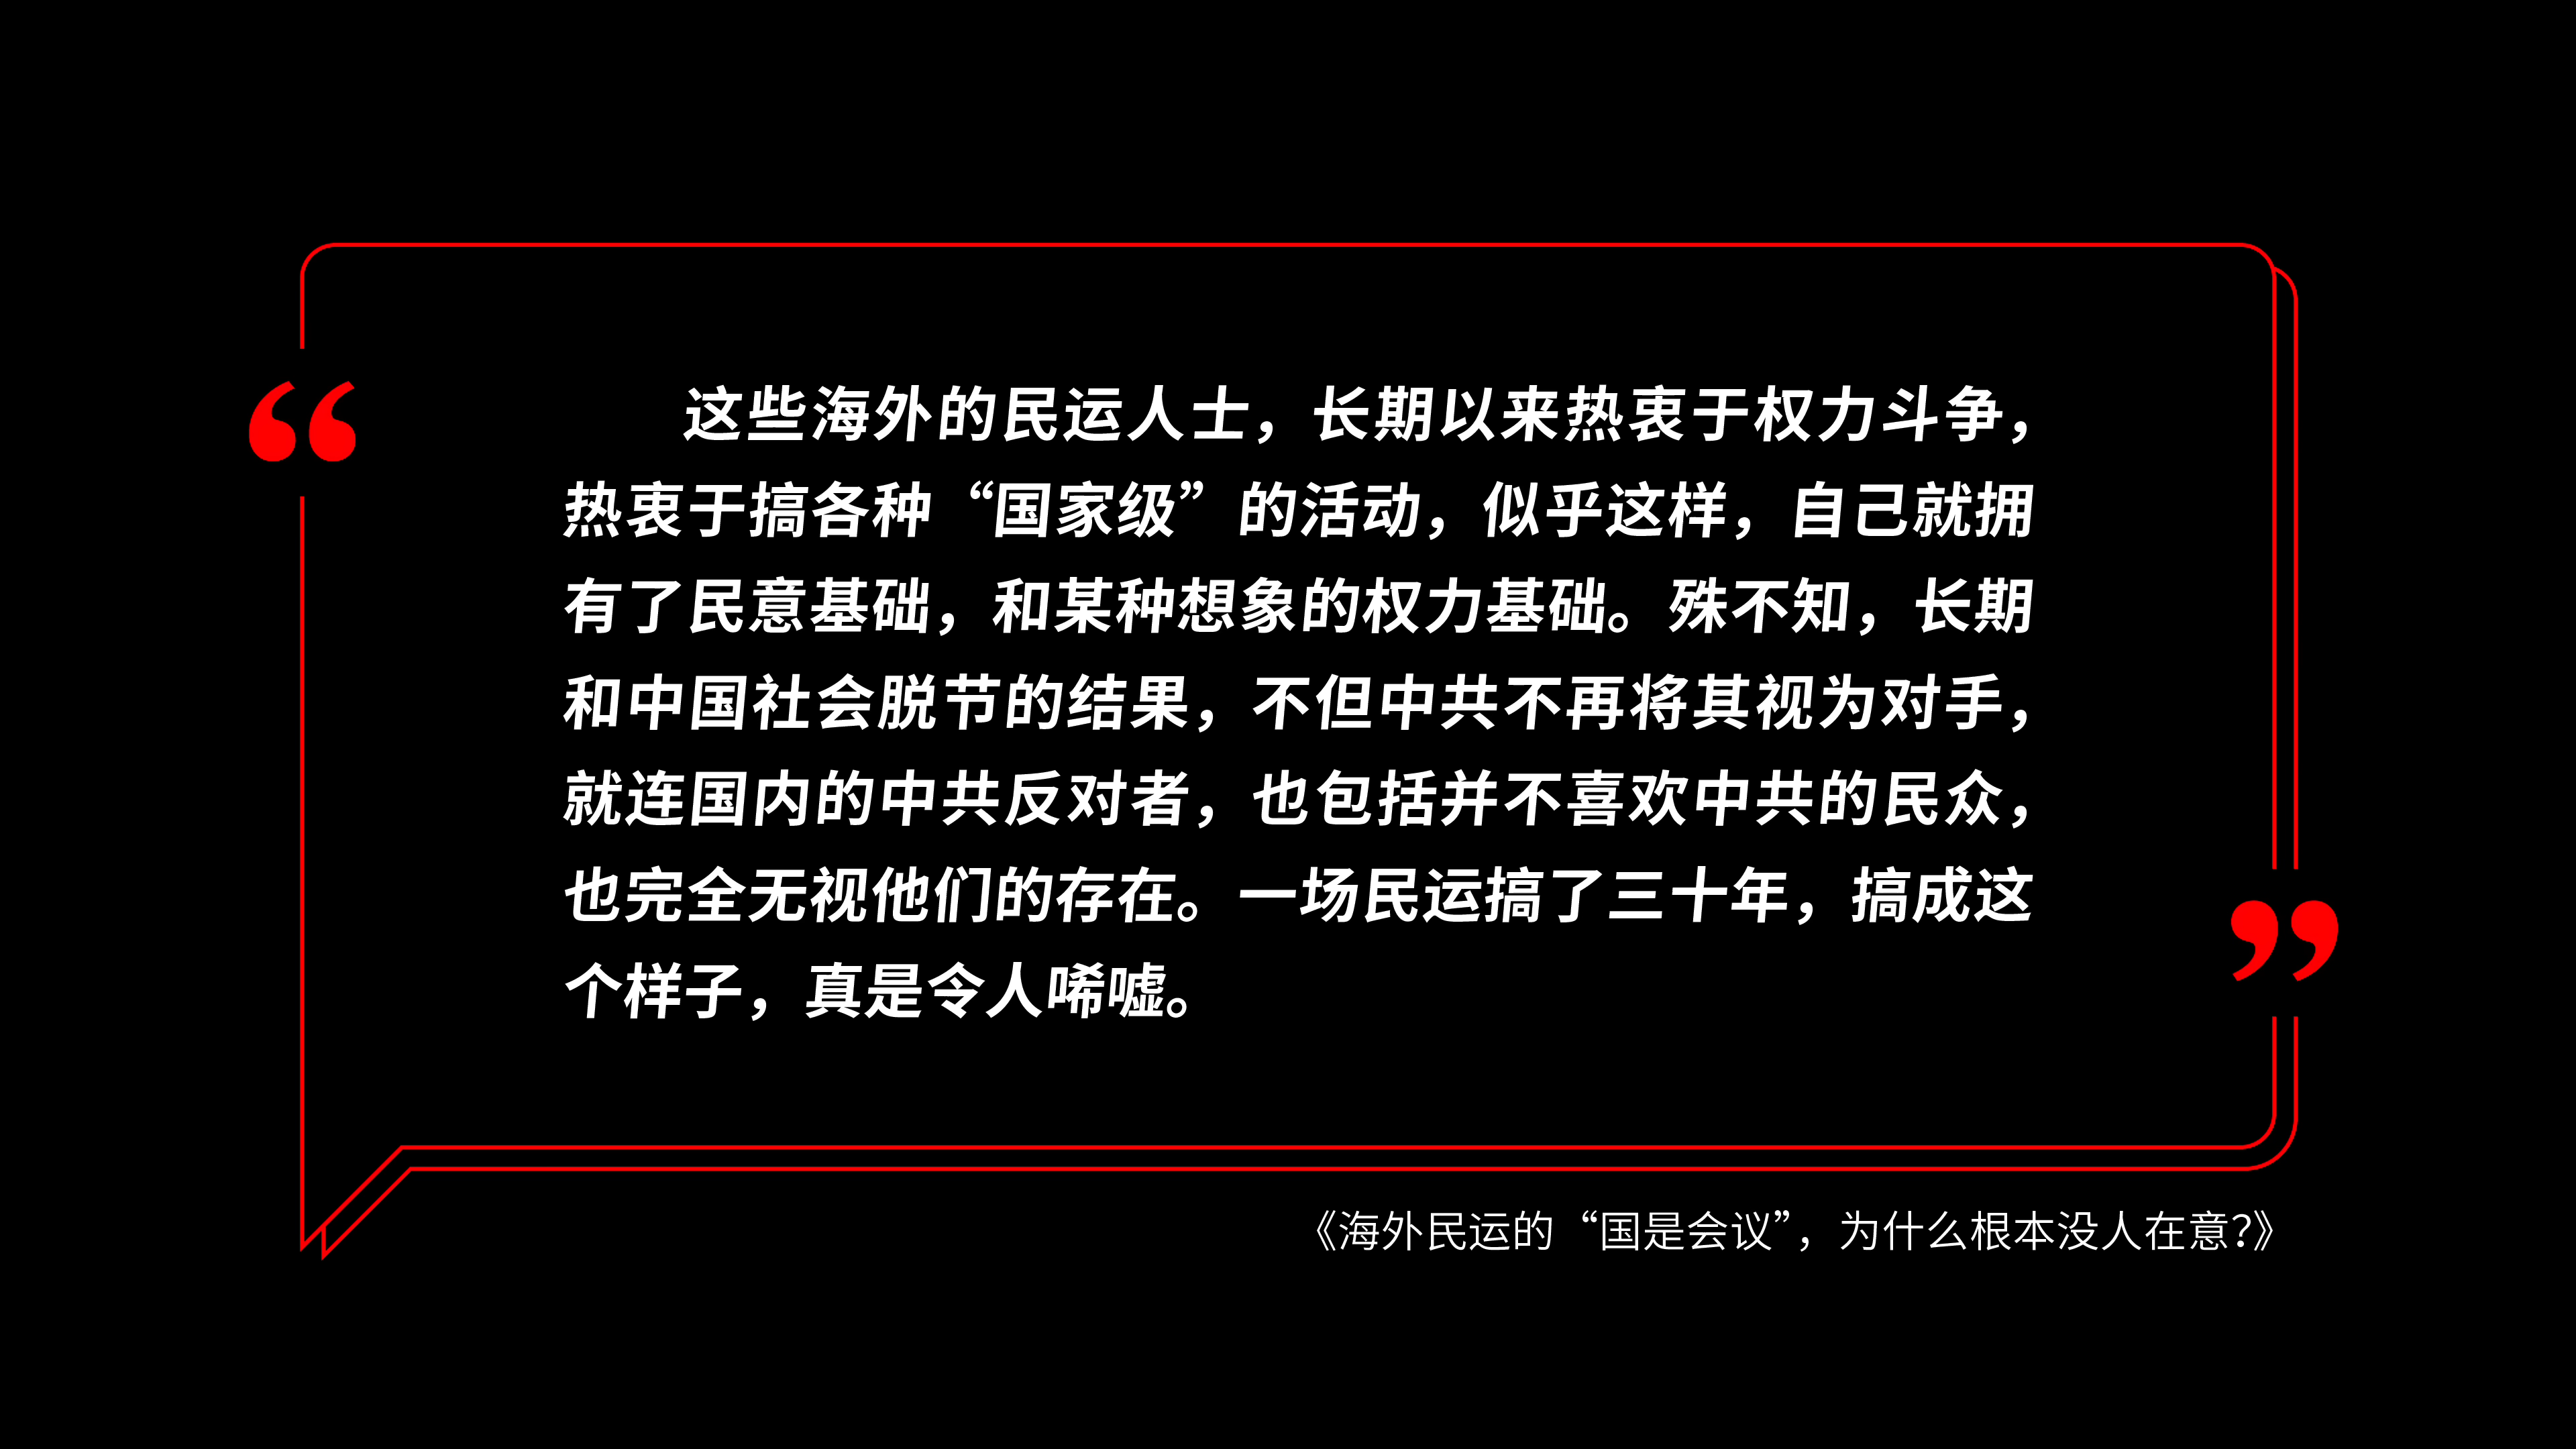 这些海外的民运人士，长期以来热衷于权力斗争，
热衷于搞各种“国家级”的活动，似乎这样，自己就拥
有了民意基础，和某种想象的权力基础。殊不知，长期
和中国社会脱节的结果，不但中共不再将其视为对手，
就连国内的中共反对者，也包括并不喜欢中共的民众，
也完全无视他们的存在。一场民运搞了三十年，搞成这
个样子，真是令人唏嘘。
《海外民运的“国是会议”，为什么根本没人在意？》